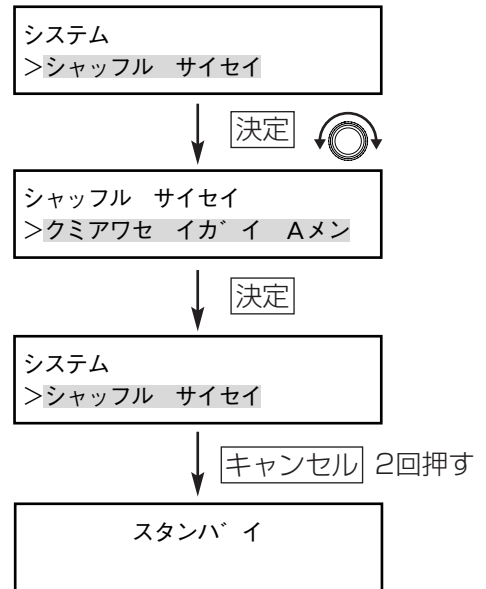 システム
>シャッフル　サイセイ
決定
シャッフル　サイセイ
>クミアワセ　イカ゛イ　Aメン
決定
システム
>シャッフル　サイセイ
キャンセル 2回押す
スタンハ゛イ